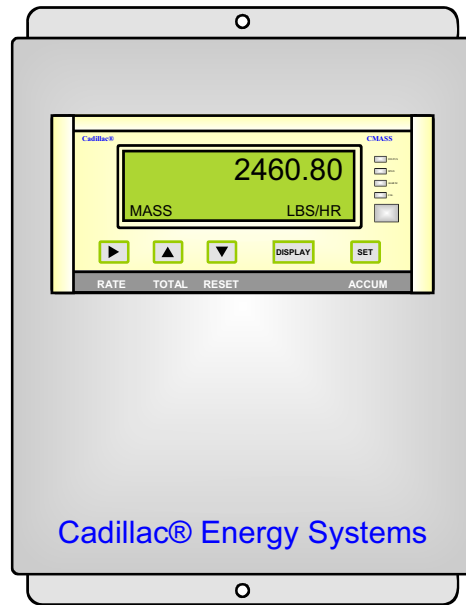 Cadillac® CMASS
2460.80
MASS LBS/HR
DISPLAY SET
RATE TOTAL RESET ACCUM
Cadillac® Energy Systems